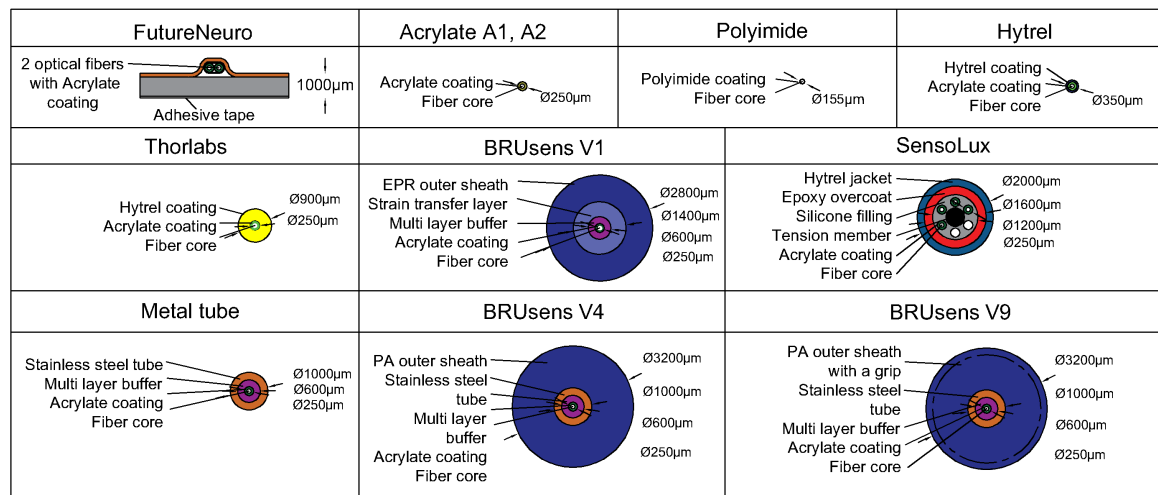 FutureNeuro
2 optical fibers
with Acrylate
coating
1000µm
Adhesive tape
Acrylate A1, A2
Acrylate coating
Fiber core
Ø250µm
Polyimide
Polyimide coating
Fiber core
Ø155µm
Hytrel
Hytrel coating
Acrylate coating
Fiber core
Ø350µm
Thorlabs
Hytrel coating
Acrylate coating
Fiber core
Ø900µm
Ø250µm
BRUsens V1
EPR outer sheath
Strain transfer layer
Multi layer buffer
Acrylate coating
Fiber core
Ø2800µm
Ø1400µm
Ø600µm
Ø250µm
SensoLux
Hytrel jacket
Epoxy overcoat
Silicone filling
Tension member
Acrylate coating
Fiber core
Ø2000µm
Ø1600µm
Ø1200µm
Ø250µm
Metal tube
Stainless steel tube
Multi layer buffer
Acrylate coating
Fiber core
Ø1000µm
Ø600µm
Ø250µm
BRUsens V4
PA outer sheath
Stainless steel
tube
Multi layer
buffer
Acrylate coating
Fiber core
Ø3200µm
Ø1000µm
Ø600µm
Ø250µm
BRUsens V9
PA outer sheath
with a grip
Stainless steel
tube
Multi layer buffer
Acrylate coating
Fiber core
Ø3200µm
Ø1000µm
Ø600µm
Ø250µm